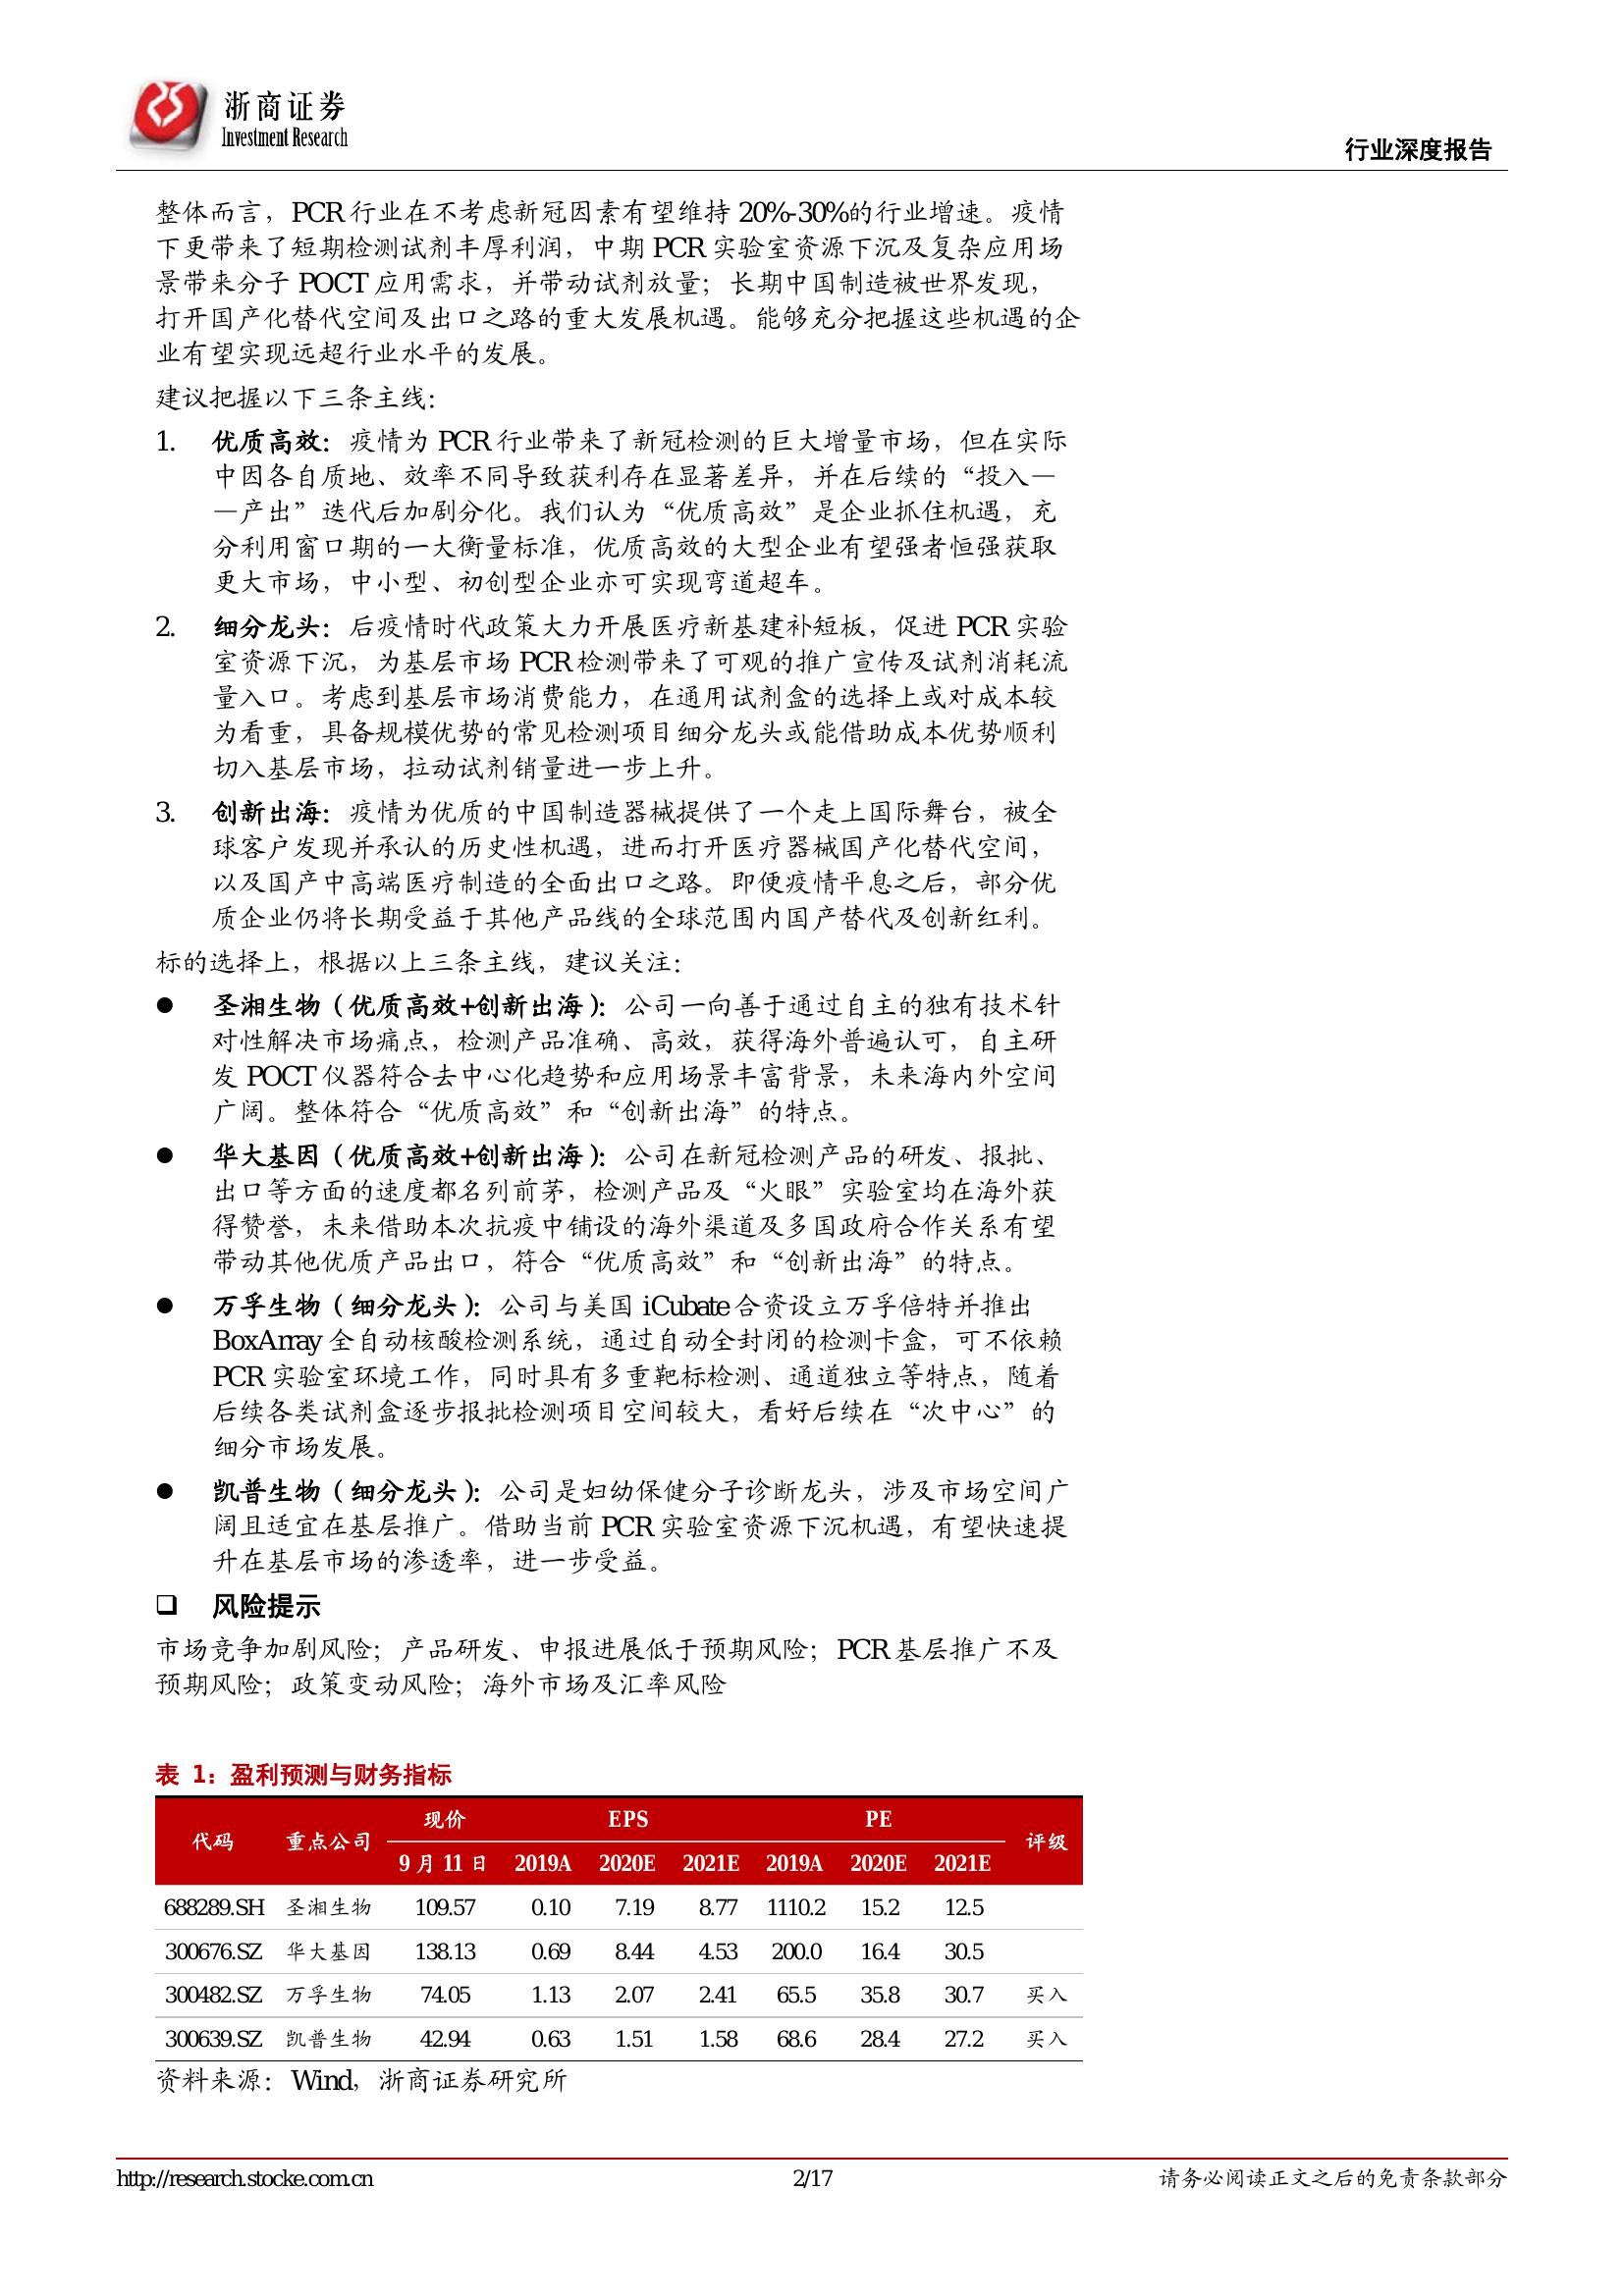 浙商证券
Investment Research
行业深度报告
整体而言，PCR 行业在不考虑新冠因素有望维持 20%-30%的行业增速。疫情
下更带来了短期检测试剂丰厚利润，中期 PCR 实验室资源下沉及复杂应用场
景带来分子 POCT 应用需求，并带动试剂放量；长期中国制造被世界发现，
打开国产化替代空间及出口之路的重大发展机遇。能够充分把握这些机遇的企
业有望实现远超行业水平的发展。
建议把握以下三条主线：
1. 优质高效：疫情为 PCR 行业带来了新冠检测的巨大增量市场，但在实际
中因各自质地、效率不同导致获利存在显著差异，并在后续的“投入—
—产出”迭代后加剧分化。我们认为“优质高效”是企业抓住机遇，充
分利用窗口期的一大衡量标准，优质高效的大型企业有望强者恒强获取
更大市场，中小型、初创型企业亦可实现弯道超车。
2. 细分龙头：后疫情时代政策大力开展医疗新基建补短板，促进 PCR 实验
室资源下沉，为基层市场 PCR 检测带来了可观的推广宣传及试剂消耗流
量入口。考虑到基层市场消费能力，在通用试剂盒的选择上或对成本较
为看重，具备规模优势的常见检测项目细分龙头或能借助成本优势顺利
切入基层市场，拉动试剂销量进一步上升。
3. 创新出海：疫情为优质的中国制造器械提供了一个走上国际舞台，被全
球客户发现并承认的历史性机遇，进而打开医疗器械国产化替代空间，
以及国产中高端医疗制造的全面出口之路。即便疫情平息之后，部分优
质企业仍将长期受益于其他产品线的全球范围内国产替代及创新红利。
标的选择上，根据以上三条主线，建议关注：
● 圣湘生物（优质高效+创新出海）：公司一向善于通过自主的独有技术针
对性解决市场痛点，检测产品准确、高效，获得海外普遍认可，自主研
发 POCT 仪器符合去中心化趋势和应用场景丰富背景，未来海内外空间
广阔。整体符合“优质高效”和“创新出海”的特点。
● 华大基因（优质高效+创新出海）：公司在新冠检测产品的研发、报批、
出口等方面的速度都名列前茅，检测产品及“火眼”实验室均在海外获
得赞誉，未来借助本次抗疫中铺设的海外渠道及多国政府合作关系有望
带动其他优质产品出口，符合“优质高效”和“创新出海”的特点。
● 万孚生物（细分龙头）：公司与美国 iCubate 合资设立万孚倍特并推出
BoxArray 全自动核酸检测系统，通过自动全封闭的检测卡盒，可不依赖
PCR 实验室环境工作，同时具有多重靶标检测、通道独立等特点，随着
后续各类试剂盒逐步报批检测项目空间较大，看好后续在“次中心”的
细分市场发展。
● 凯普生物（细分龙头）：公司是妇幼保健分子诊断龙头，涉及市场空间广
阔且适宜在基层推广。借助当前 PCR 实验室资源下沉机遇，有望快速提
升在基层市场的渗透率，进一步受益。
❑ 风险提示
市场竞争加剧风险；产品研发、申报进展低于预期风险；PCR 基层推广不及
预期风险；政策变动风险；海外市场及汇率风险
表 1：盈利预测与财务指标
代码 重点公司 现价 EPS PE 评级
9 月 11 日 2019A 2020E 2021E 2019A 2020E 2021E
688289.SH 圣湘生物 109.57 0.10 7.19 8.77 1110.2 15.2 12.5
300676.SZ 华大基因 138.13 0.69 8.44 4.53 200.0 16.4 30.5
300482.SZ 万孚生物 74.05 1.13 2.07 2.41 65.5 35.8 30.7 买入
300639.SZ 凯普生物 42.94 0.63 1.51 1.58 68.6 28.4 27.2 买入
资料来源：Wind，浙商证券研究所
http://research.stocke.com.cn 2/17 请务必阅读正文之后的免责条款部分